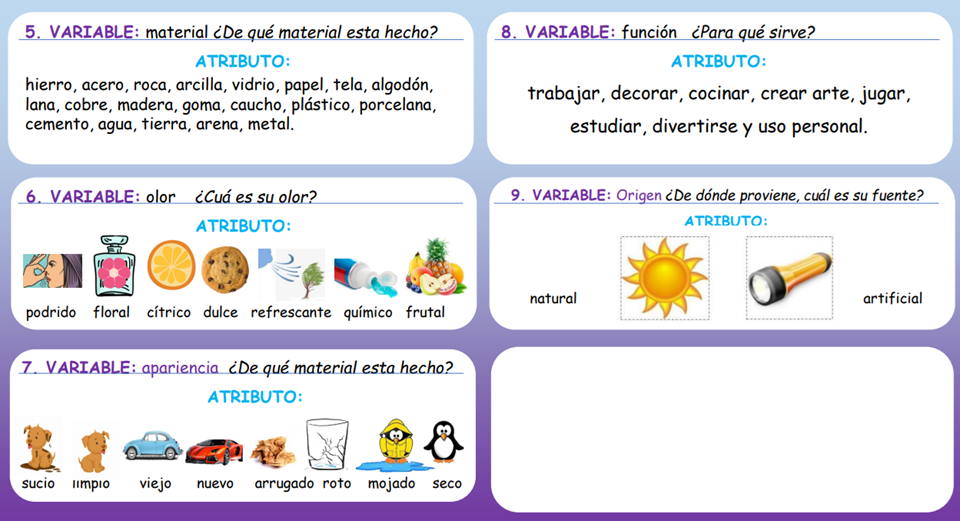 5. VARIABLE: material ¿De qué material esta hecho?
ATRIBUTO:
hierro, acero, roca, arcilla, vidrio, papel, tela, algodón,
lana, cobre, madera, goma, caucho, plástico, porcelana,
cemento, agua, tierra, arena, metal.
6. VARIABLE: olor ¿Cuá es su olor?
ATRIBUTO:
podrido floral cítrico dulce refrescante químico frutal
7. VARIABLE: apariencia ¿De qué material esta hecho?
ATRIBUTO:
sucio limpio viejo nuevo arrugado roto mojado seco
8. VARIABLE: función ¿Para qué sirve?
ATRIBUTO:
trabajar, decorar, cocinar, crear arte, jugar,
estudiar, divertirse y uso personal.
9. VARIABLE: Origen ¿De dónde proviene, cuál es su fuente?
ATRIBUTO:
natural artificial